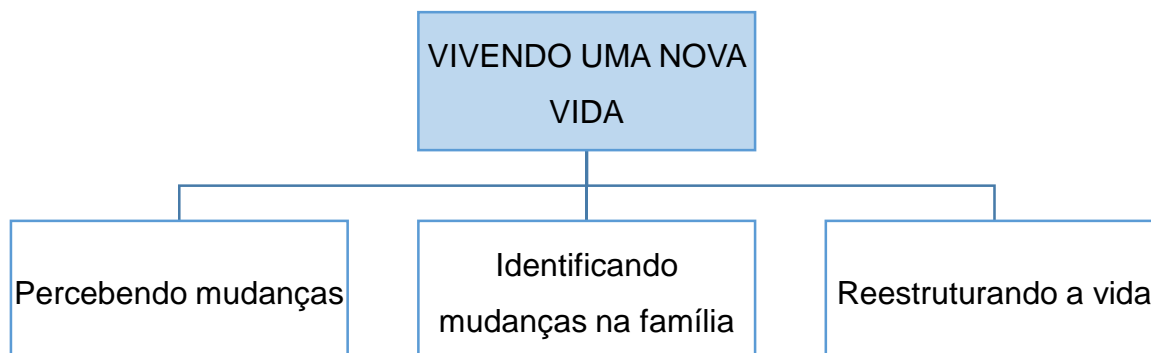 VIVENDO UMA NOVA
VIDA
Percebendo mudanças
Identificando
mudanças na família
Reestruturando a vida